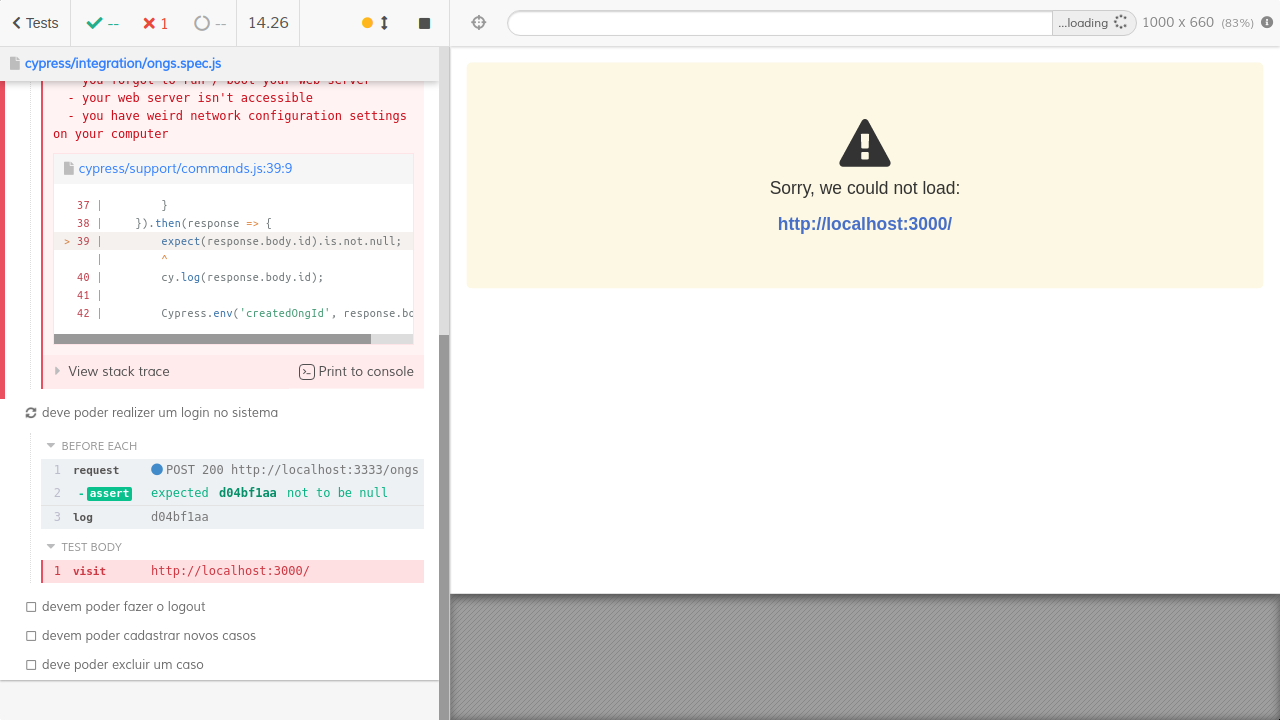 Tests
--
1
--
14.26
...loading
1000 x 660 (83%)
cypress/integration/ongs.spec.js
- you forgot to run / boot your web server
- your web server isn't accessible
- you have weird network configuration settings
on your computer
cypress/support/commands.js:39:9
37 | }
38 | }).then(response => {
> 39 | expect(response.body.id).is.not.null;
| ^
40 | cy.log(response.body.id);
41 |
42 | Cypress.env('createdOngId', response.bo
View stack trace
Print to console
deve poder realizer um login no sistema
BEFORE EACH
1 request POST 200 http://localhost:3333/ongs
2 -assert expected d04bf1aa not to be null
3 log d04bf1aa
TEST BODY
1 visit http://localhost:3000/
devem poder fazer o logout
devem poder cadastrar novos casos
deve poder excluir um caso
Sorry, we could not load:
http://localhost:3000/